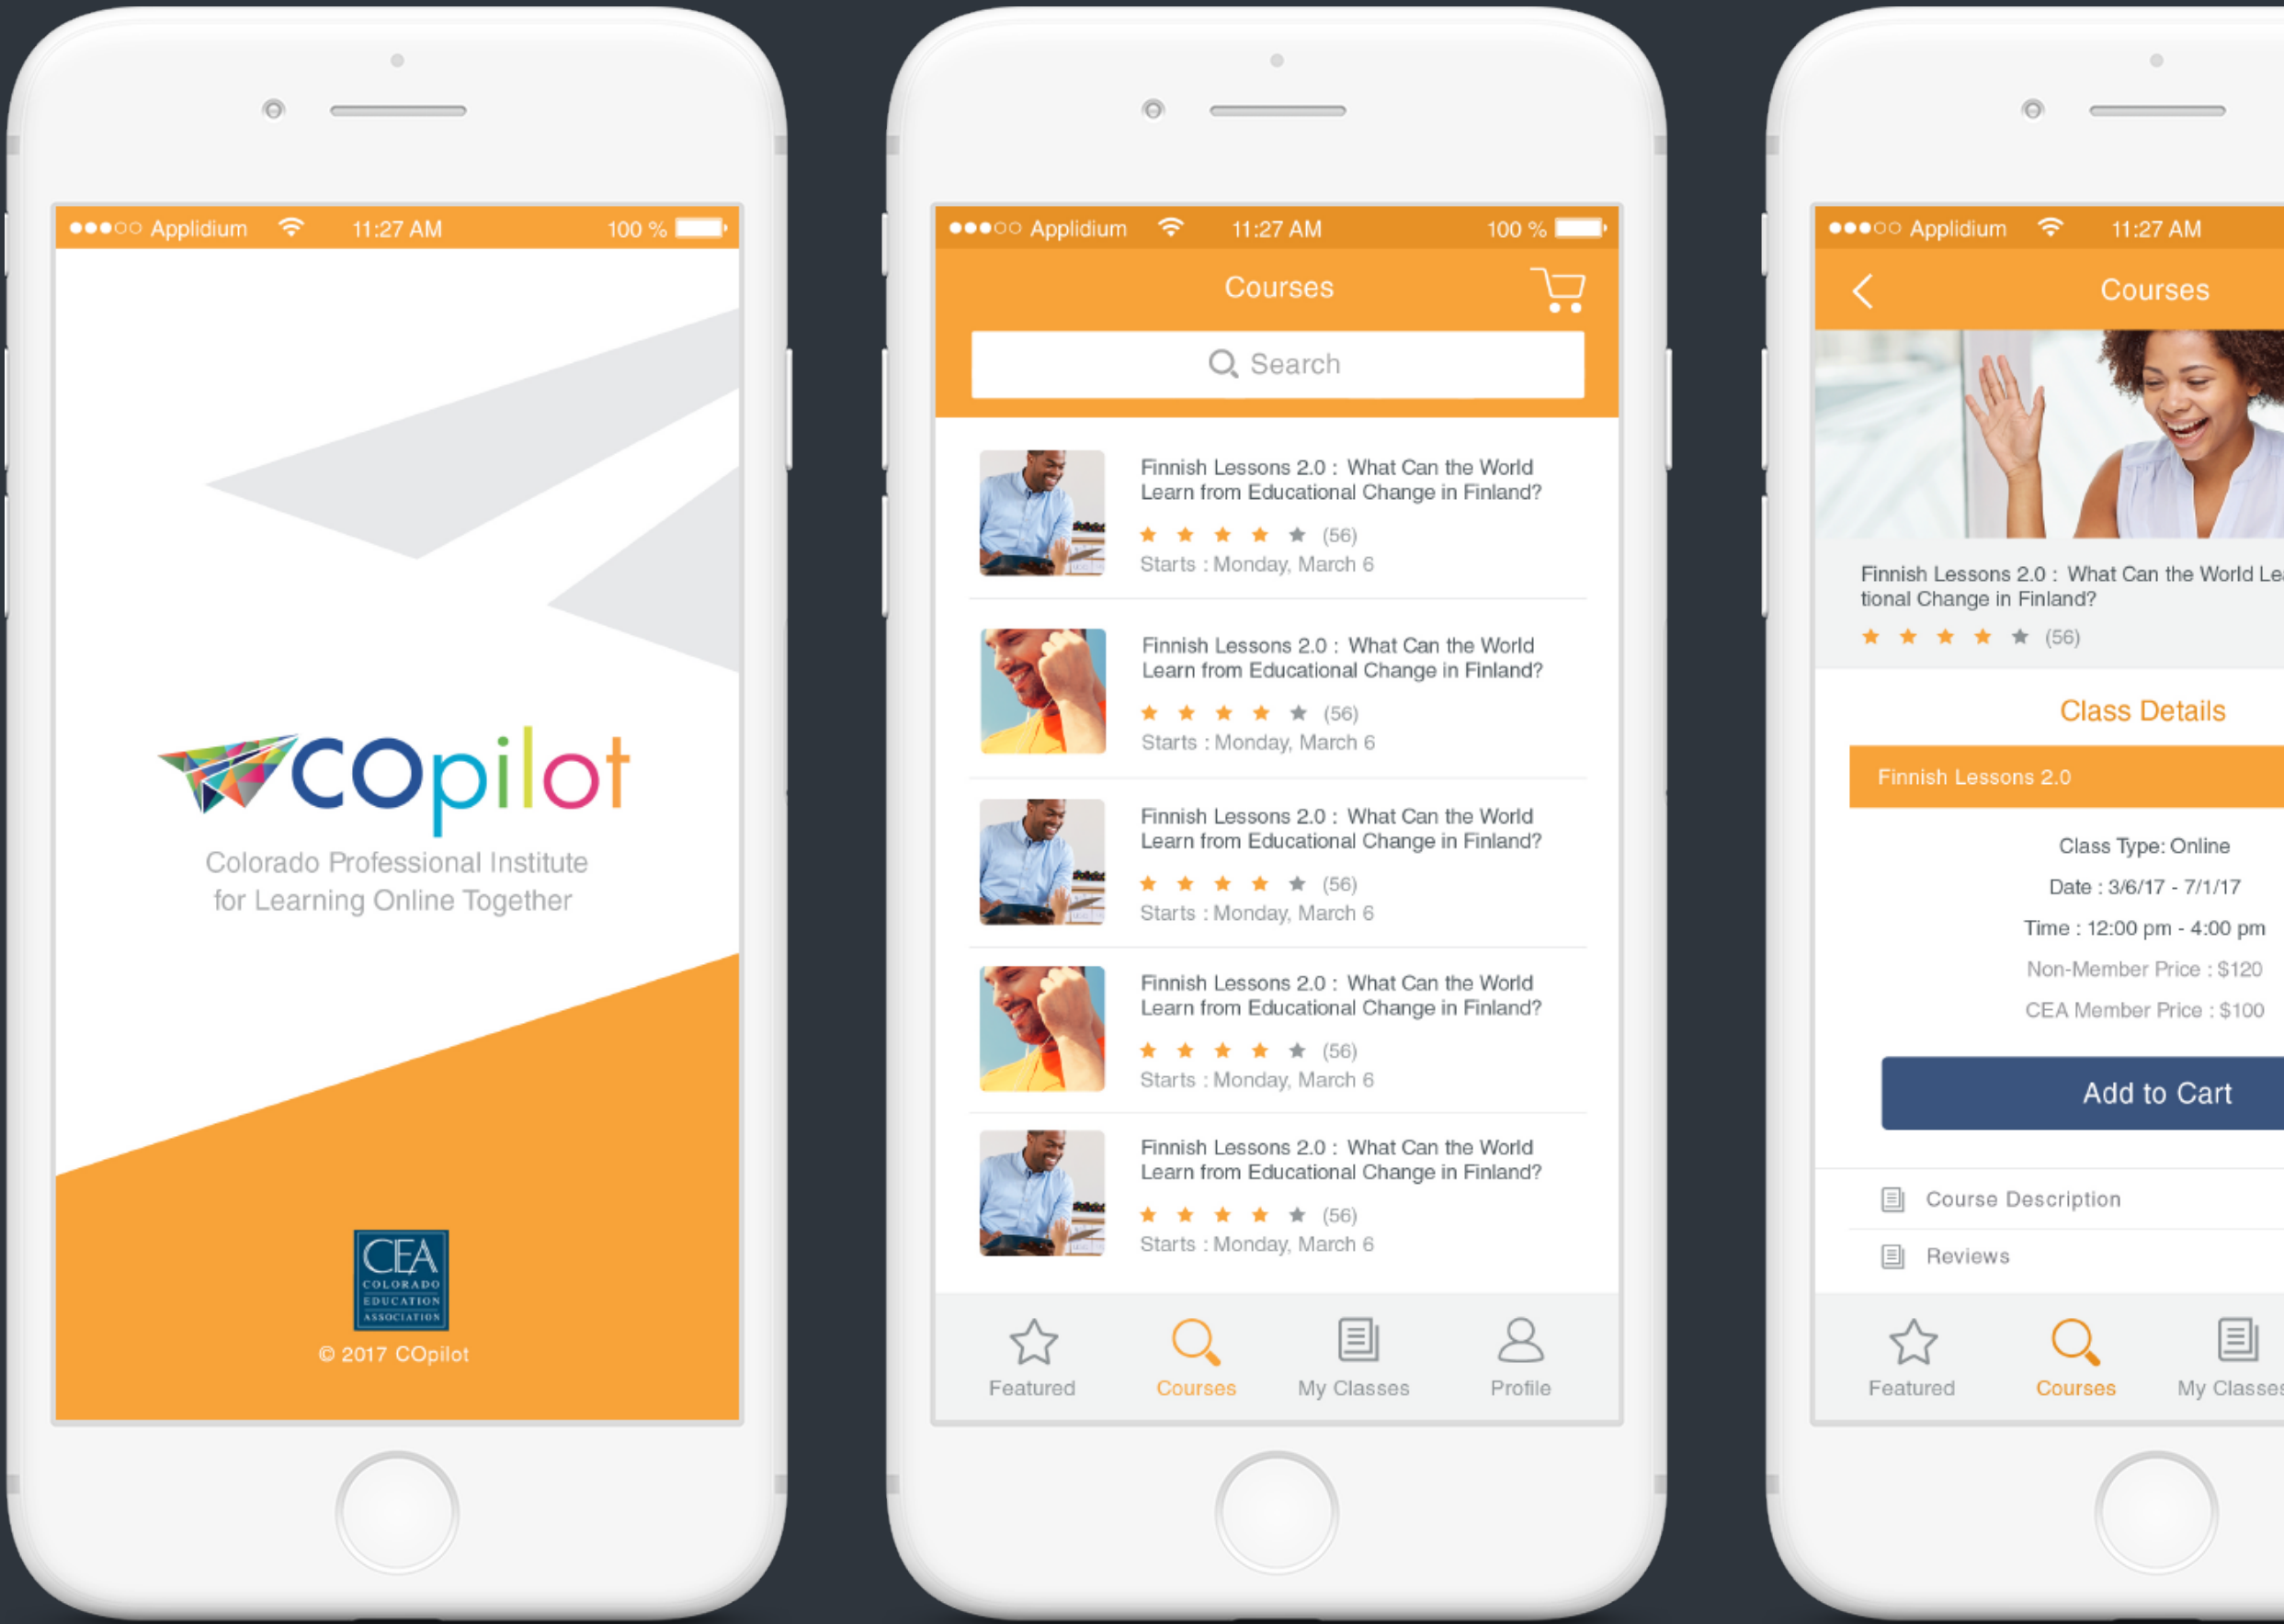 Applidium 11:27 AM 100 %
COpilot
Colorado Professional Institute
for Learning Online Together
CEA
COLORADO
EDUCATION
ASSOCIATION
© 2017 COpilot
Applidium 11:27 AM 100 %
Courses
Search
Finnish Lessons 2.0 : What Can the World
Learn from Educational Change in Finland?
(56)
Starts : Monday, March 6
Finnish Lessons 2.0 : What Can the World
Learn from Educational Change in Finland?
(56)
Starts : Monday, March 6
Finnish Lessons 2.0 : What Can the World
Learn from Educational Change in Finland?
(56)
Starts : Monday, March 6
Finnish Lessons 2.0 : What Can the World
Learn from Educational Change in Finland?
(56)
Starts : Monday, March 6
Finnish Lessons 2.0 : What Can the World
Learn from Educational Change in Finland?
(56)
Starts : Monday, March 6
Featured Courses My Classes Profile
Applidium 11:27 AM
Courses
Finnish Lessons 2.0 : What Can the World Le
tional Change in Finland?
(56)
Class Details
Finnish Lessons 2.0
Class Type: Online
Date : 3/6/17 - 7/1/17
Time : 12:00 pm - 4:00 pm
Non-Member Price : $120
CEA Member Price : $100
Add to Cart
Course Description
Reviews
Featured Courses My Classes